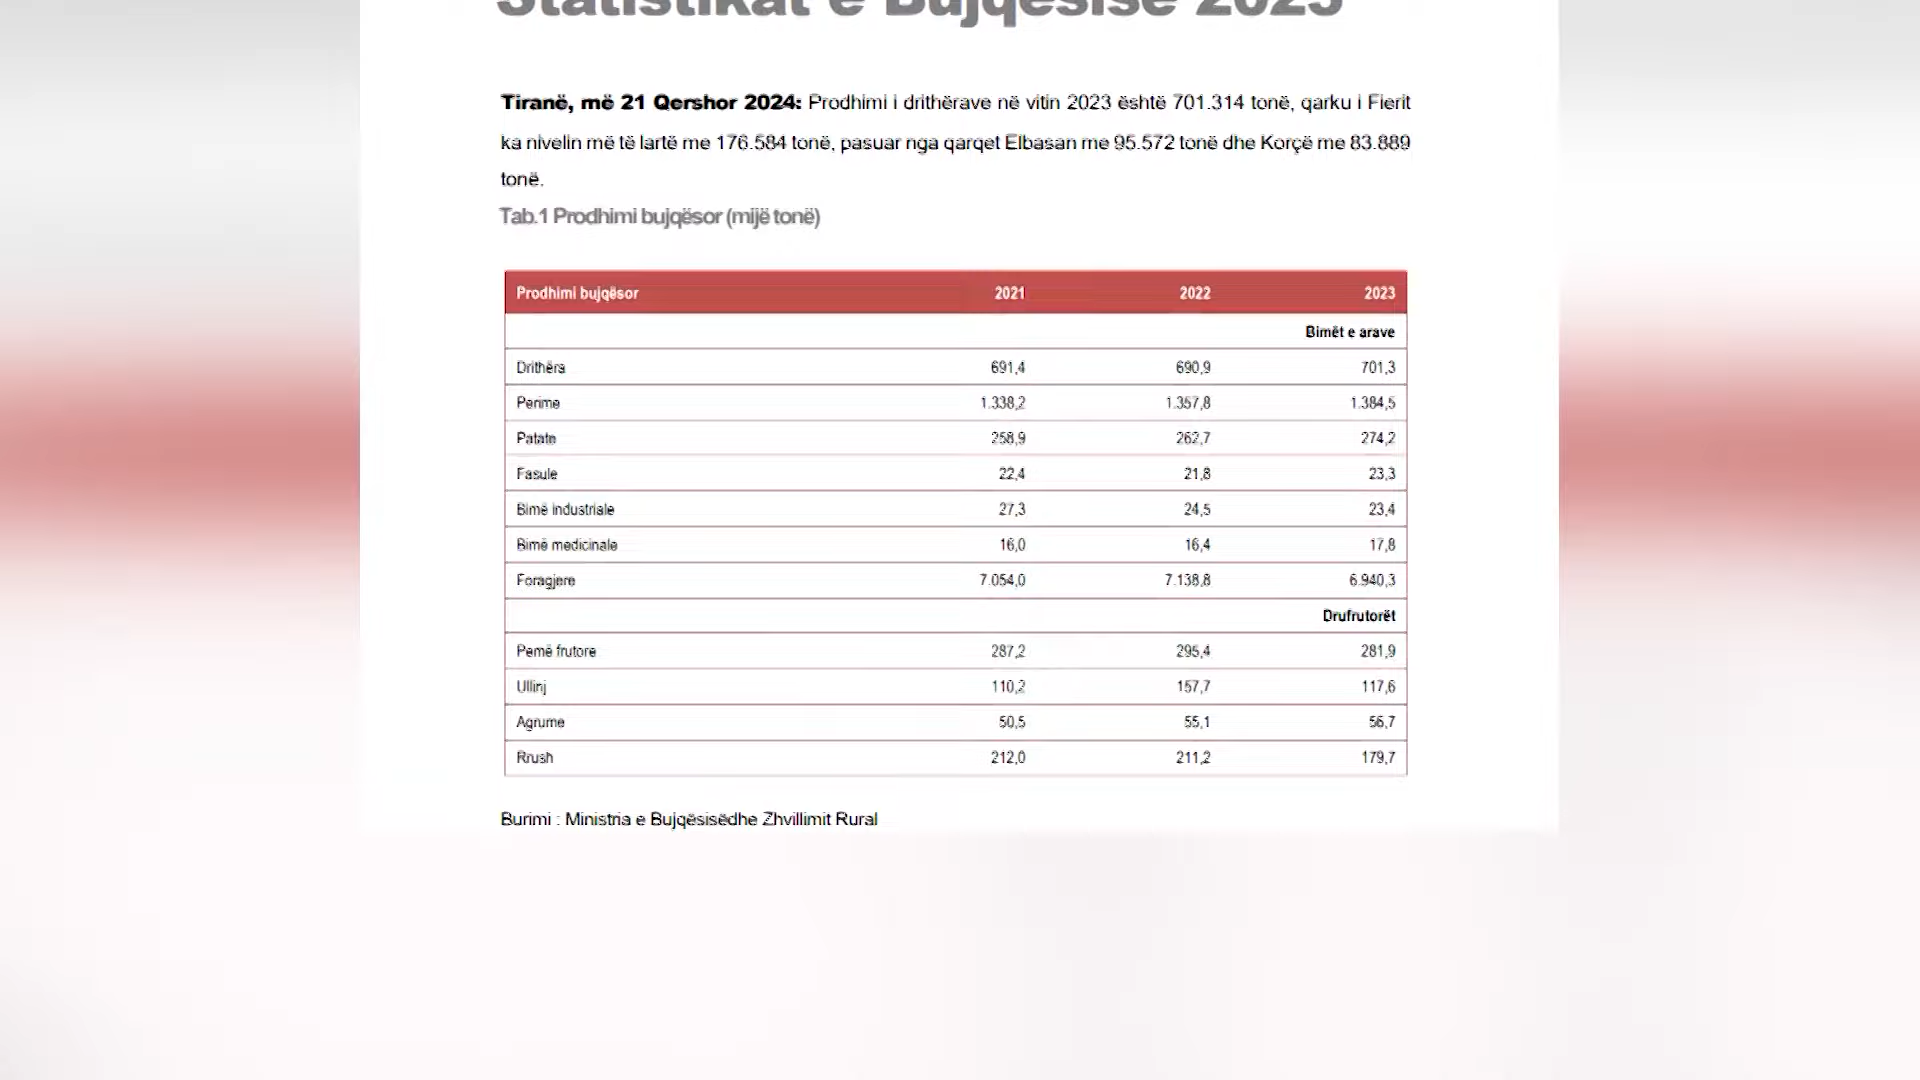 Statistikat e Bujqësisë 2023
Tiranë, më 21 Qershor 2024: Prodhimi i drithërave në vitin 2023 është 701.314 tonë, qarku i Fierit
ka nivelin më të lartë me 176.584 tonë, pasuar nga qarqet Elbasan me 95.572 tonë dhe Korçë me 83.889
tonë.
Tab.1 Prodhimi bujqësor (mijë tonë)
Prodhimi bujqësor 2021 2022 2023
Bimët e arave
Drithëra 691,4 690,9 701,3
Perime 1.338,2 1.357,8 1.384,5
Patate 258,9 262,7 274,2
Fasule 22,4 21,8 23,3
Bimë industriale 27,3 24,5 23,4
Bimë medicinale 16,0 16,4 17,8
Foragjere 7.054,0 7.138,8 6.940,3
Drufrutorët
Pemë frutore 287,2 295,4 281,9
Ullinj 110,2 157,7 117,6
Agrume 50,5 55,1 56,7
Rrush 212,0 211,2 179,7
Burimi : Ministria e Bujqësisëdhe Zhvillimit Rural